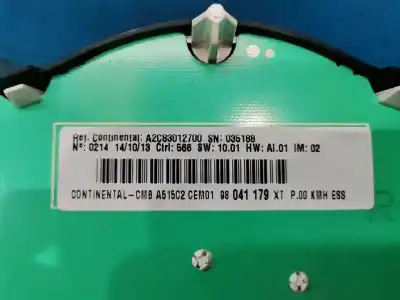 Ref. Continental: A2C83012700 SN: 035188
Nº: 0214 14/10/13 Ctrl: 566 SW: 10.01 HW: AI.01 IM: 02
CONTINENTAL-CMB A515C2 CEM01 98 041 179 XT P.00 KMH ESS
R